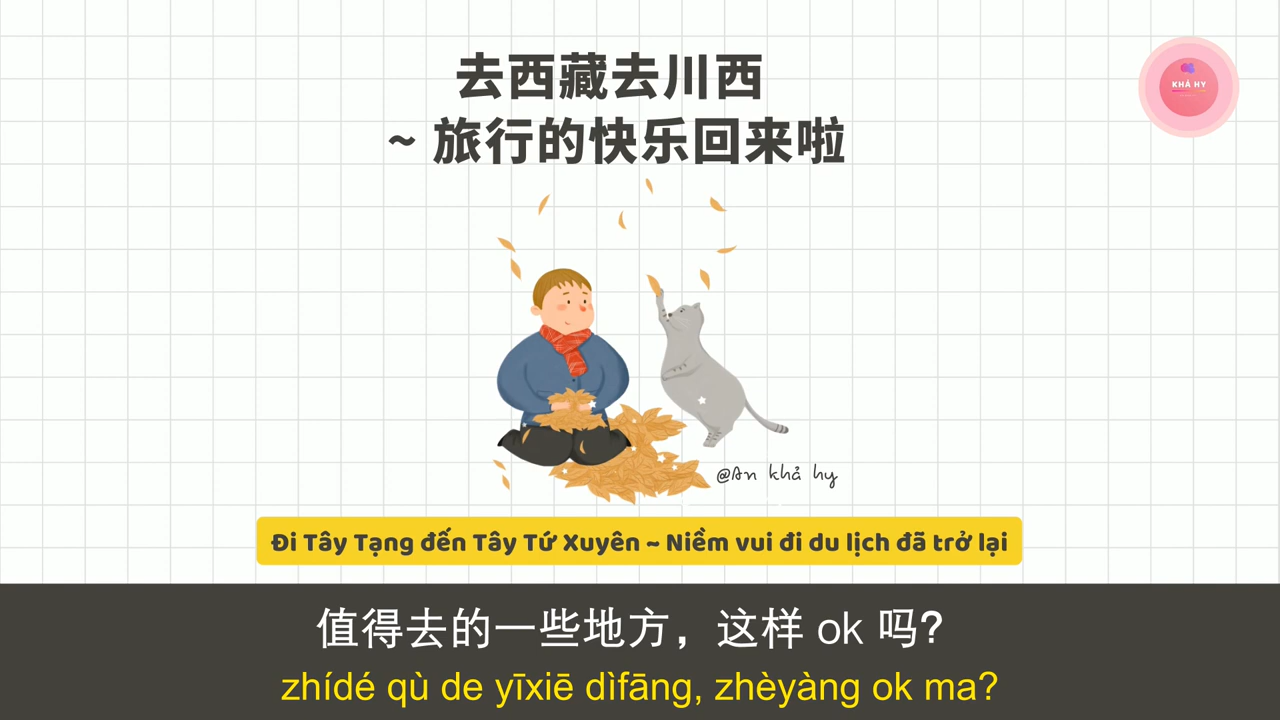 去西藏去川西
~ 旅行的快乐回来啦
KHẢ HY
@An khả hy
Đi Tây Tạng đến Tây Tứ Xuyên ~ Niềm vui đi du lịch đã trở lại
值得去的一些地方，这样 ok 吗?
zhídé qù de yīxiē dìfāng, zhèyàng ok ma?